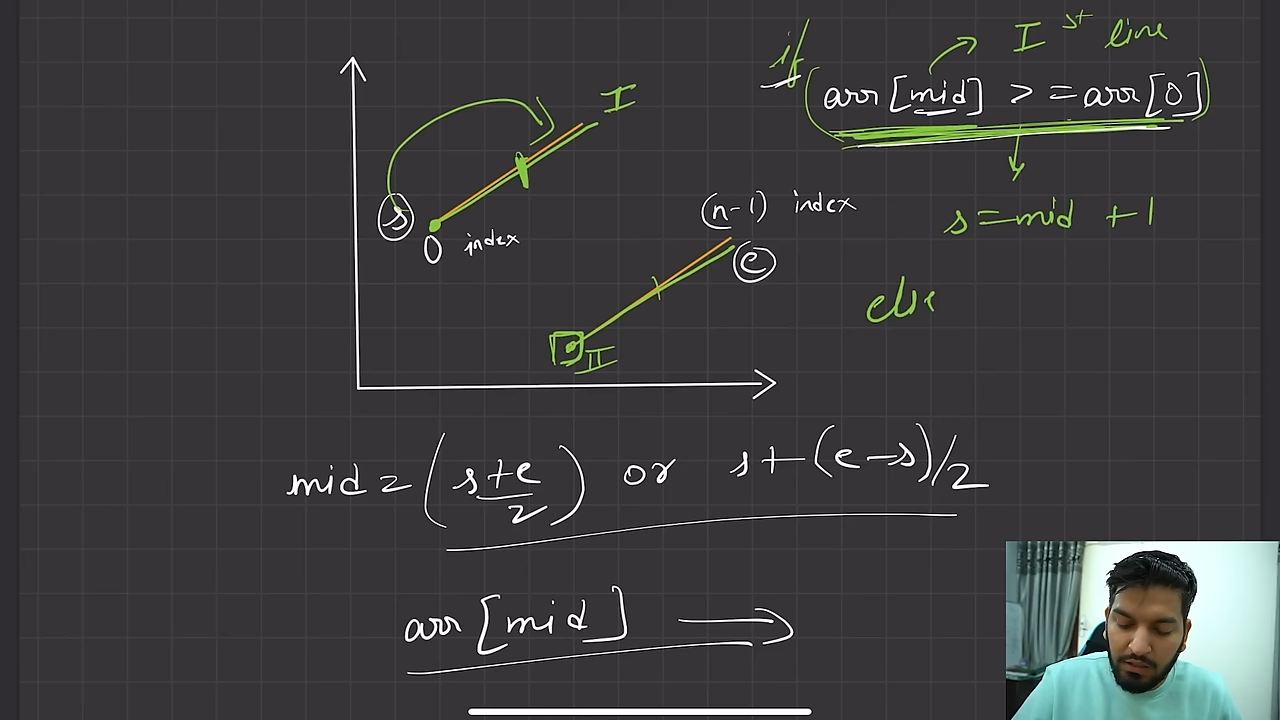 if
Ist line
(arr[mid] >= arr[0])
I
s
0 index
(n-1) index
e
s = mid + 1
else
II
mid = (s+e/2) or s+(e-s)/2
arr[mid]